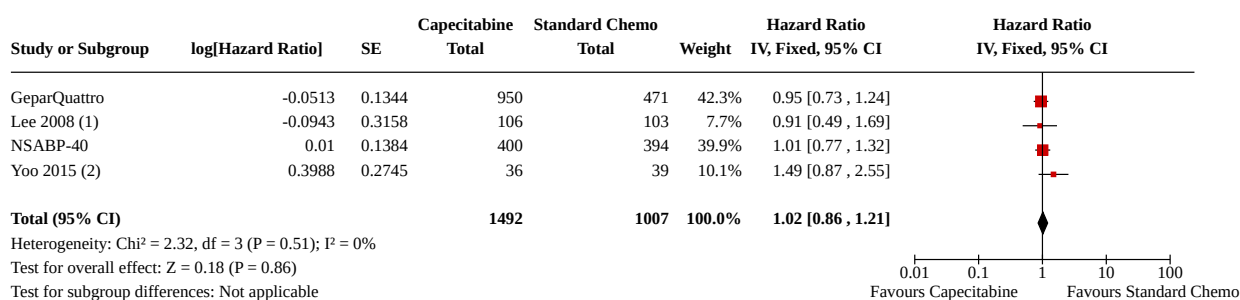 Capecitabine Standard Chemo Hazard Ratio Hazard Ratio
Study or Subgroup log[Hazard Ratio] SE Total Total Weight IV, Fixed, 95% CI IV, Fixed, 95% CI
GeparQuattro -0.0513 0.1344 950 471 42.3% 0.95 [0.73 , 1.24]
Lee 2008 (1) -0.0943 0.3158 106 103 7.7% 0.91 [0.49 , 1.69]
NSABP-40 0.01 0.1384 400 394 39.9% 1.01 [0.77 , 1.32]
Yoo 2015 (2) 0.3988 0.2745 36 39 10.1% 1.49 [0.87 , 2.55]
Total (95% CI) 1492 1007 100.0% 1.02 [0.86 , 1.21]
Heterogeneity: Chi² = 2.32, df = 3 (P = 0.51); I² = 0%
Test for overall effect: Z = 0.18 (P = 0.86)
0.01 0.1 1 10 100
Test for subgroup differences: Not applicable
Favours Capecitabine Favours Standard Chemo